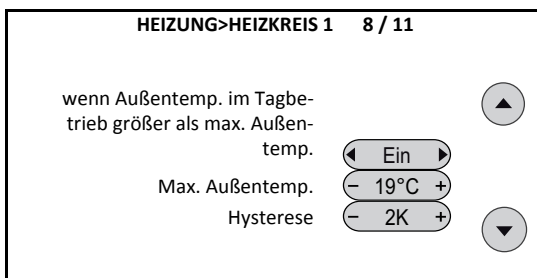 HEIZUNG>HEIZKREIS 1 8 / 11
wenn Außentemp. im Tagbe-
trieb größer als max. Außen-
temp.
Ein
Max. Außentemp.
− 19°C +
Hysterese
− 2K +